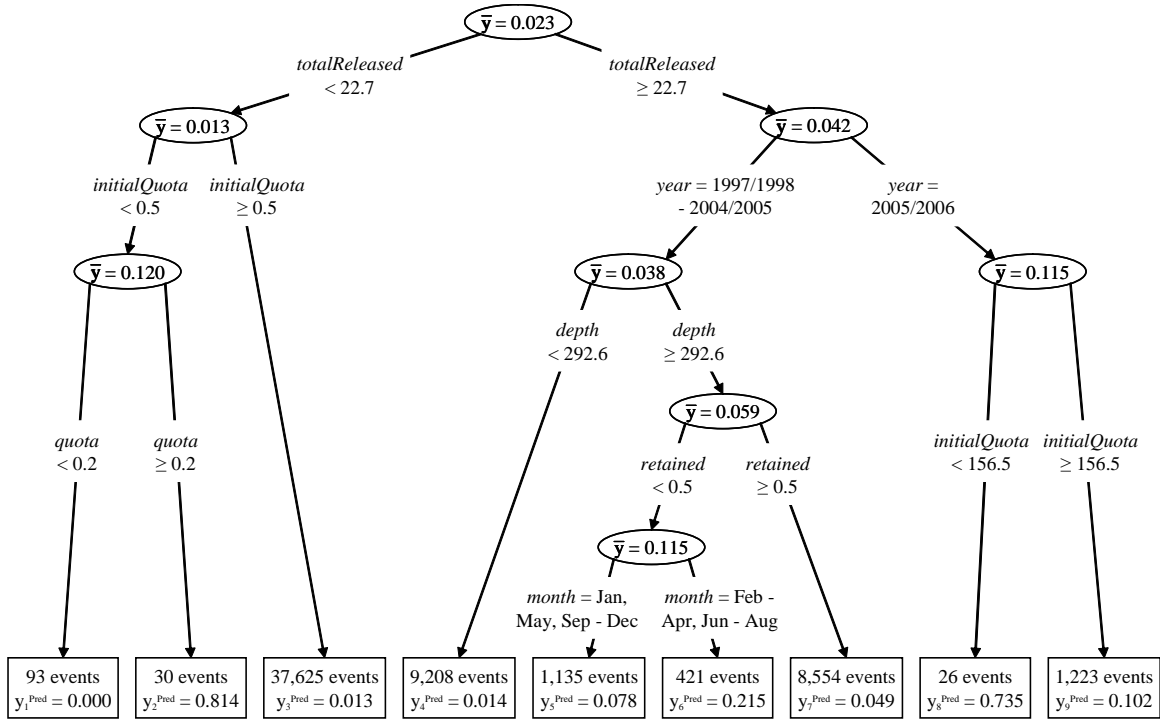 ȳ = 0.023
totalReleased
< 22.7
totalReleased
≥ 22.7
ȳ = 0.013
ȳ = 0.042
initialQuota
< 0.5
initialQuota
≥ 0.5
year = 1997/1998
- 2004/2005
year =
2005/2006
ȳ = 0.120
ȳ = 0.038
ȳ = 0.115
depth
< 292.6
depth
≥ 292.6
ȳ = 0.059
quota
< 0.2
quota
≥ 0.2
retained
< 0.5
retained
≥ 0.5
initialQuota
< 156.5
initialQuota
≥ 156.5
ȳ = 0.115
month = Jan,
May, Sep - Dec
month = Feb -
Apr, Jun - Aug
93 events
y₁ᴾʳᵉᵈ = 0.000
30 events
y₂ᴾʳᵉᵈ = 0.814
37,625 events
y₃ᴾʳᵉᵈ = 0.013
9,208 events
y₄ᴾʳᵉᵈ = 0.014
1,135 events
y₅ᴾʳᵉᵈ = 0.078
421 events
y₆ᴾʳᵉᵈ = 0.215
8,554 events
y₇ᴾʳᵉᵈ = 0.049
26 events
y₈ᴾʳᵉᵈ = 0.735
1,223 events
y₉ᴾʳᵉᵈ = 0.102